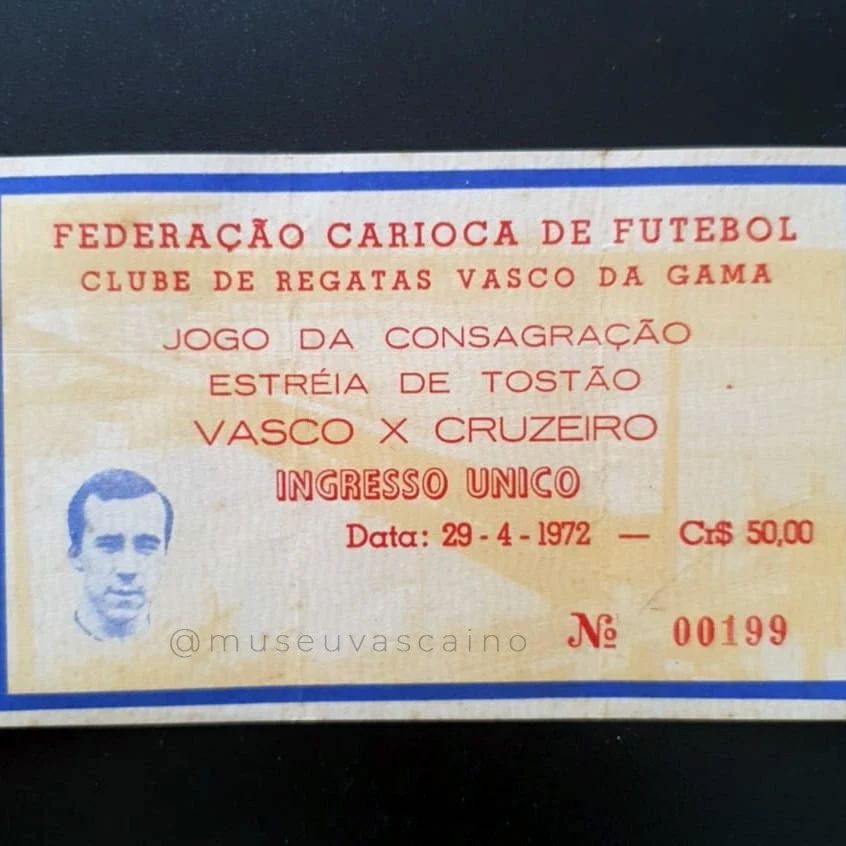 FEDERAÇÃO CARIOCA DE FUTEBOL
CLUBE DE REGATAS VASCO DA GAMA
JOGO DA CONSAGRAÇÃO
ESTRÉIA DE TOSTÃO
VASCO X CRUZEIRO
INGRESSO UNICO
Data: 29-4-1972 — Cr$ 50,00
@museuvascaino
Nº 00199